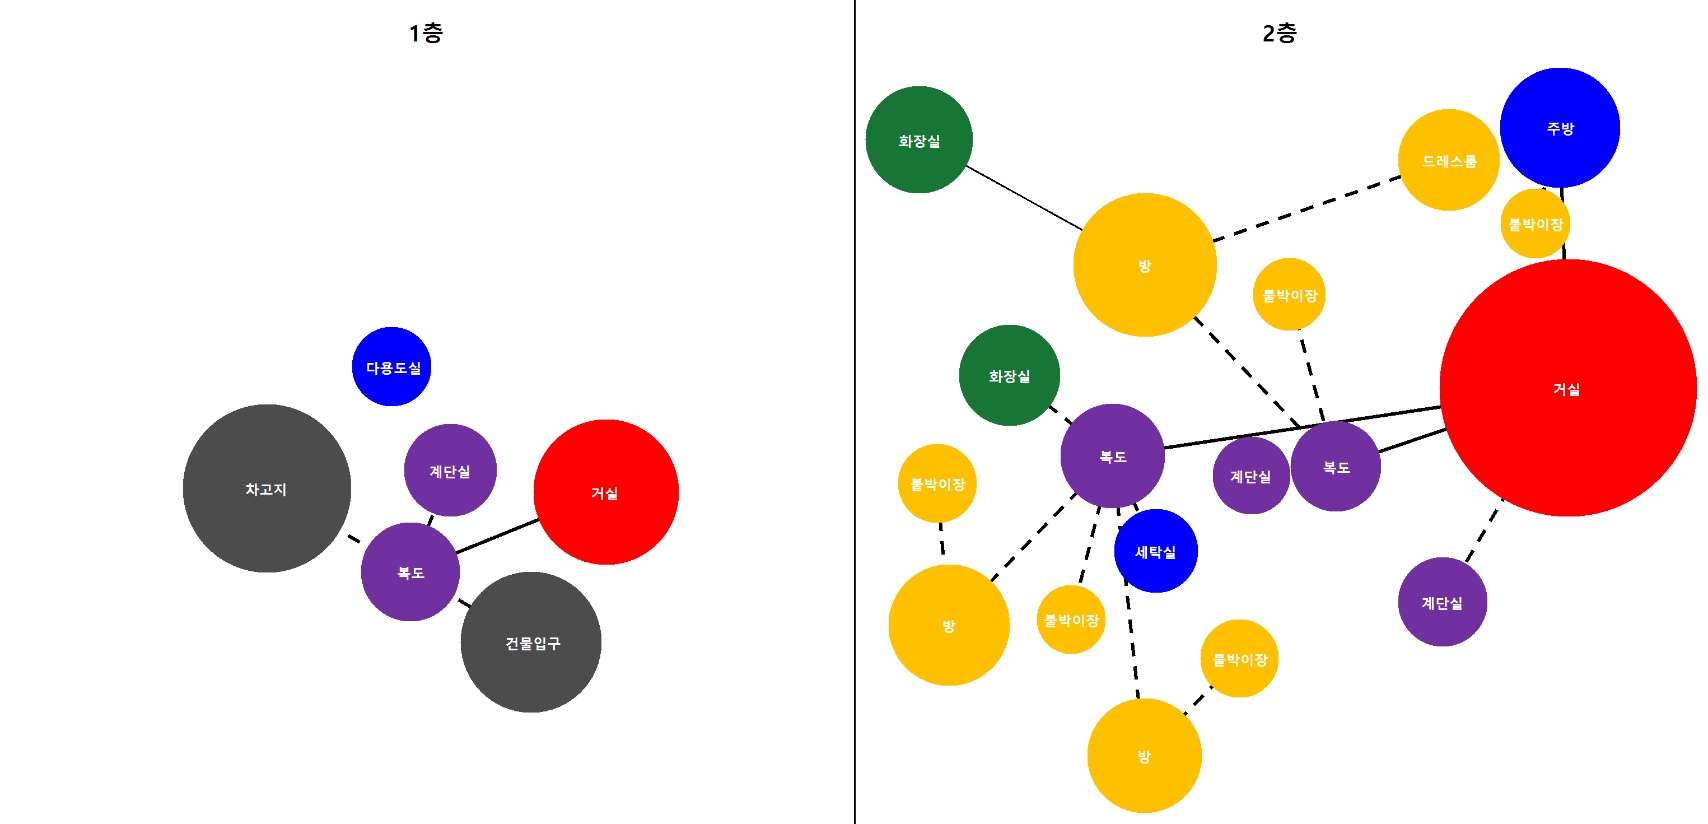 1층
다용도실
계단실
차고지
거실
복도
건물입구
2층
주방
화장실
드레스룸
붙박이장
방
붙박이장
화장실
거실
복도
복도
계단실
붙박이장
세탁실
계단실
붙박이장
방
붙박이장
방